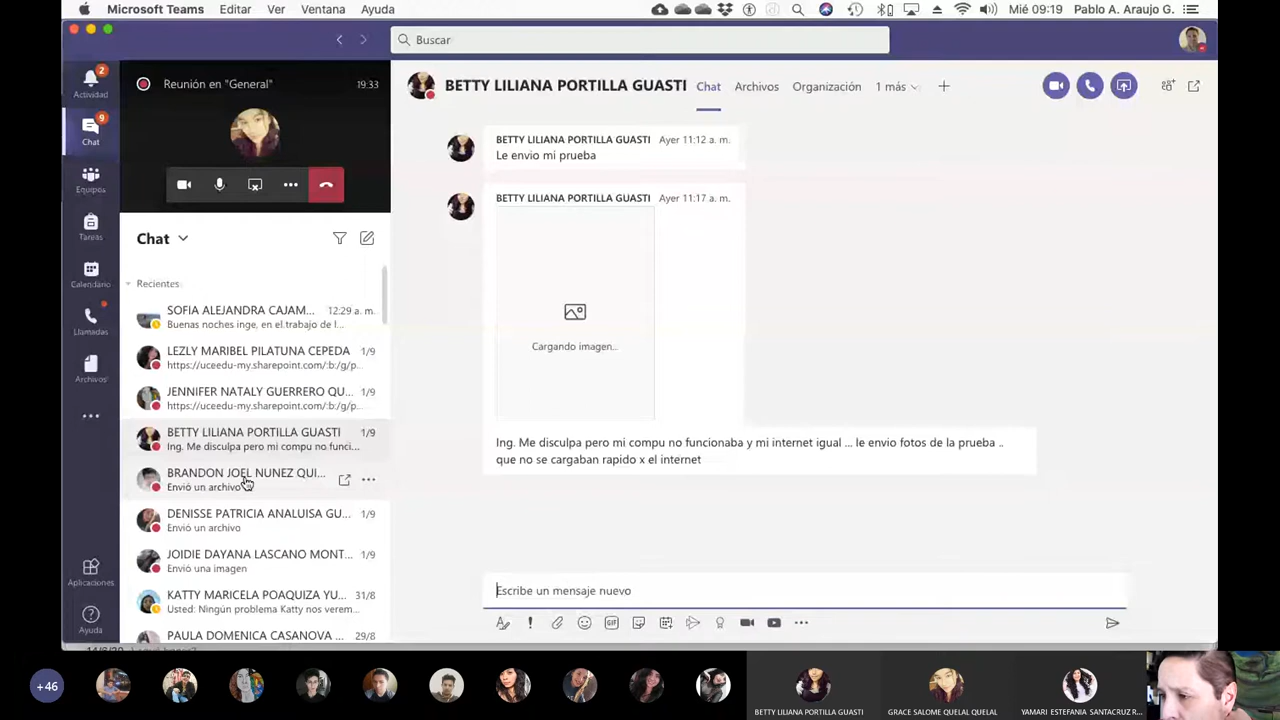 Microsoft Teams Editar Ver Ventana Ayuda
Mié 09:19 Pablo A. Araujo G.
Buscar
2
Actividad
9
Chat
Equipos
Tareas
Calendario
Llamadas
Archivos
Aplicaciones
Ayuda
Reunión en "General" 19:33
Chat
Recientes
SOFIA ALEJANDRA CAJAM... 12:29 a. m.
Buenas noches inge, en el trabajo de l...
LEZLY MARIBEL PILATUNA CEPEDA 1/9
https://uceedu-my.sharepoint.com/:b:/g/p...
JENNIFER NATALY GUERRERO QU... 1/9
https://uceedu-my.sharepoint.com/:b:/g/p...
BETTY LILIANA PORTILLA GUASTI 1/9
Ing. Me disculpa pero mi compu no funci...
BRANDON JOEL NUNEZ QUI...
Envió un archivo
DENISSE PATRICIA ANALUISA GU... 1/9
Envió un archivo
JOIDIE DAYANA LASCANO MONT... 1/9
Envió una imagen
KATTY MARICELA POAQUIZA YU... 31/8
Usted: Ningún problema Katty nos verem...
PAULA DOMENICA CASANOVA ... 29/8
BETTY LILIANA PORTILLA GUASTI Chat Archivos Organización 1 más
BETTY LILIANA PORTILLA GUASTI Ayer 11:12 a. m.
Le envio mi prueba
BETTY LILIANA PORTILLA GUASTI Ayer 11:17 a. m.
Cargando imagen...
Ing. Me disculpa pero mi compu no funcionaba y mi internet igual ... le envio fotos de la prueba ..
que no se cargaban rapido x el internet
Escribe un mensaje nuevo
GIF
+46
BETTY LILIANA PORTILLA GUASTI
GRACE SALOME QUELAL QUELAL
YAMARI ESTEFANIA SANTACRUZ R...